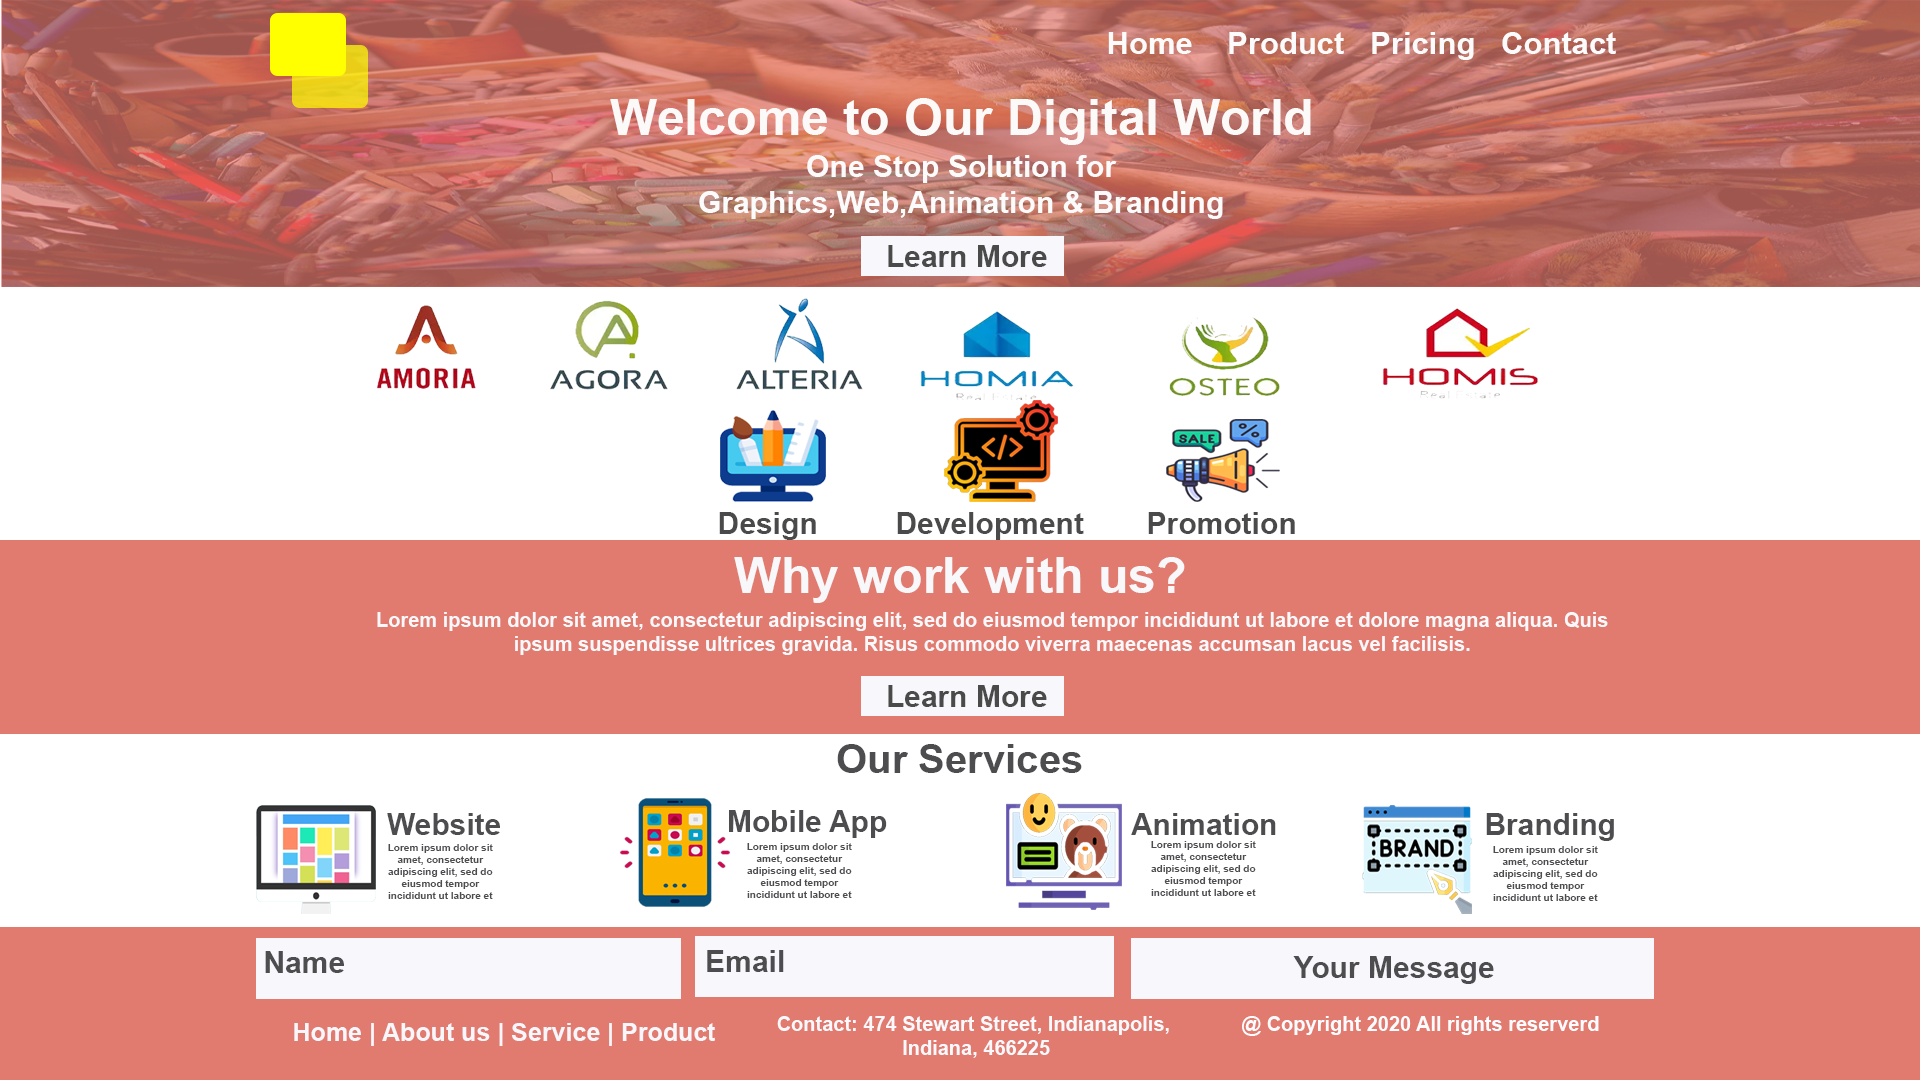 Home Product Pricing Contact
Welcome to Our Digital World
One Stop Solution for
Graphics,Web,Animation & Branding
Learn More
AMORIA
AGORA
ALTERIA
HOMIA
Real Estate
OSTEO
HOMIS
Real Estate
SALE
%
</>
Design
Development
Promotion
Why work with us?
Lorem ipsum dolor sit amet, consectetur adipiscing elit, sed do eiusmod tempor incididunt ut labore et dolore magna aliqua. Quis
ipsum suspendisse ultrices gravida. Risus commodo viverra maecenas accumsan lacus vel facilisis.
Learn More
Our Services
Website
Lorem ipsum dolor sit
amet, consectetur
adipiscing elit, sed do
eiusmod tempor
incididunt ut labore et
Mobile App
Lorem ipsum dolor sit
amet, consectetur
adipiscing elit, sed do
eiusmod tempor
incididunt ut labore et
Animation
Lorem ipsum dolor sit
amet, consectetur
adipiscing elit, sed do
eiusmod tempor
incididunt ut labore et
BRAND
Branding
Lorem ipsum dolor sit
amet, consectetur
adipiscing elit, sed do
eiusmod tempor
incididunt ut labore et
Name
Email
Your Message
Home | About us | Service | Product
Contact: 474 Stewart Street, Indianapolis,
Indiana, 466225
@ Copyright 2020 All rights reserverd